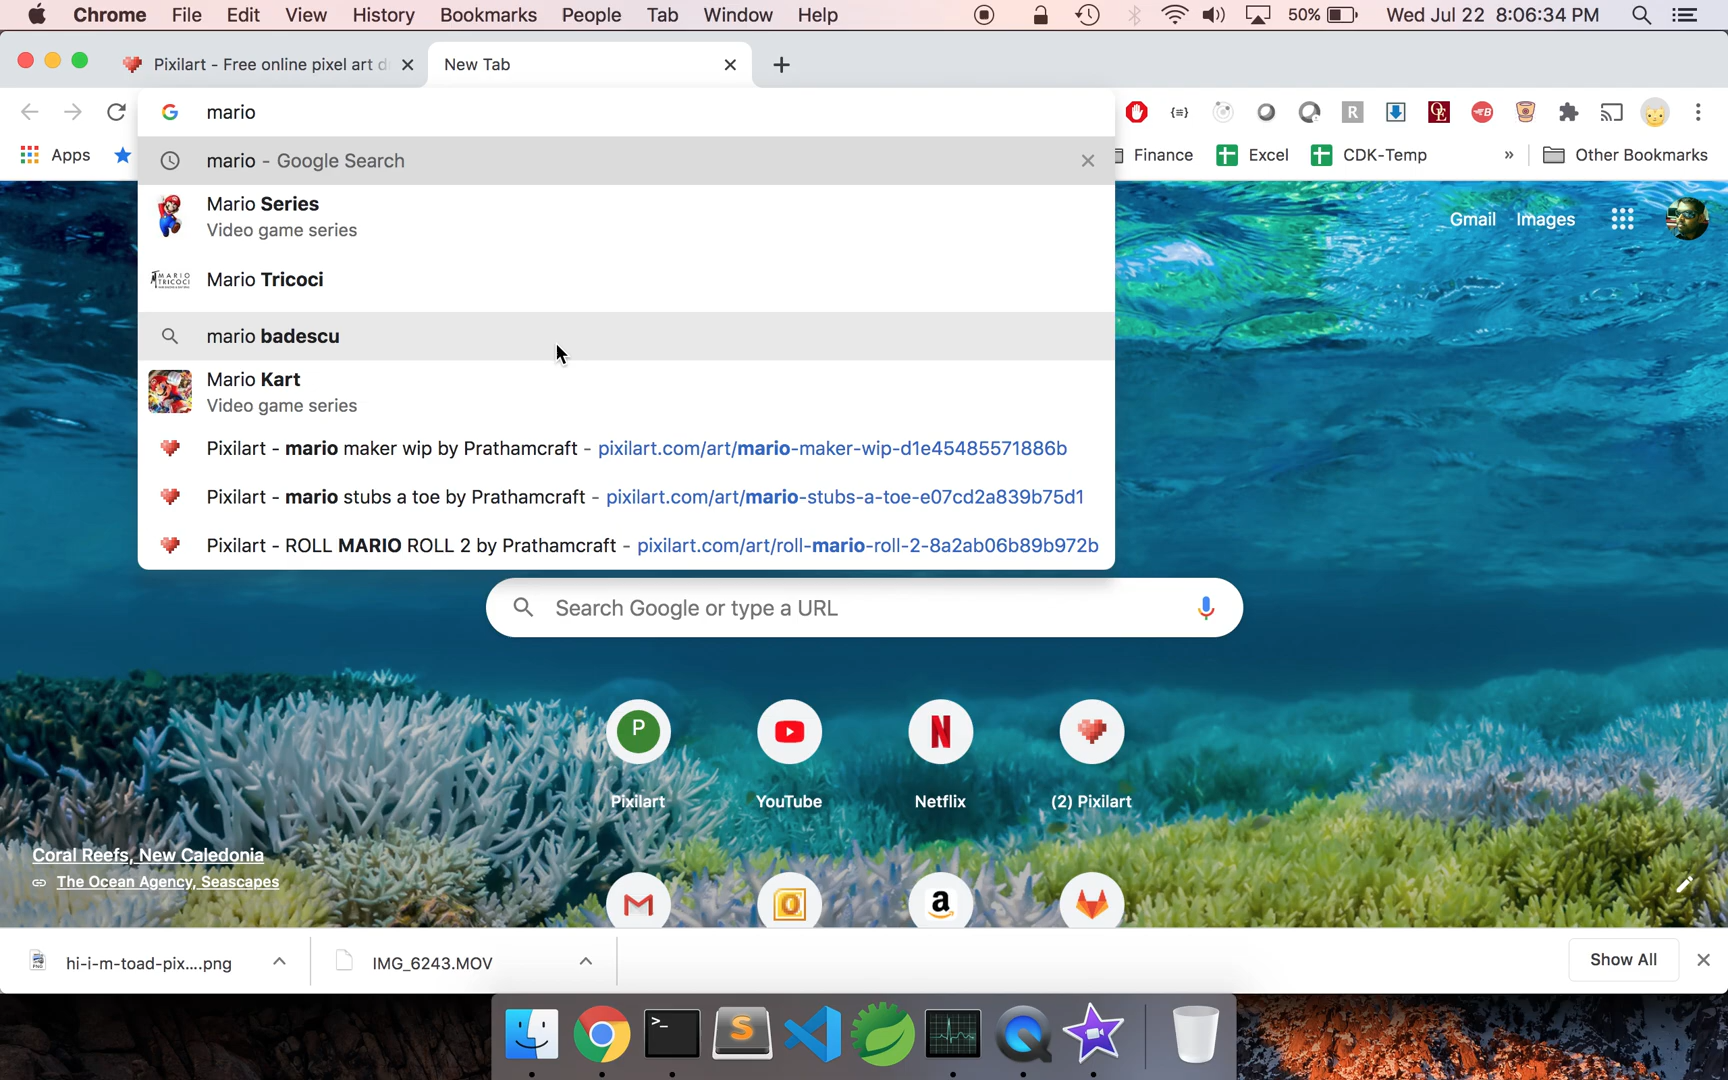 Chrome File Edit View History Bookmarks People Tab Window Help 50% Wed Jul 22 8:06:34 PM
Pixilart - Free online pixel art d New Tab
mario
R
Apps
Finance Excel CDK-Temp » Other Bookmarks
mario - Google Search
Mario Series
Video game series
Gmail Images
MARIO TRICOCI
Mario Tricoci
mario badescu
Mario Kart
Video game series
Pixilart - mario maker wip by Prathamcraft - pixilart.com/art/mario-maker-wip-d1e45485571886b
Pixilart - mario stubs a toe by Prathamcraft - pixilart.com/art/mario-stubs-a-toe-e07cd2a839b75d1
Pixilart - ROLL MARIO ROLL 2 by Prathamcraft - pixilart.com/art/roll-mario-roll-2-8a2ab06b89b972b
Search Google or type a URL
P
Pixilart YouTube Netflix (2) Pixilart
Coral Reefs, New Caledonia
The Ocean Agency, Seascapes
hi-i-m-toad-pix....png IMG_6243.MOV Show All